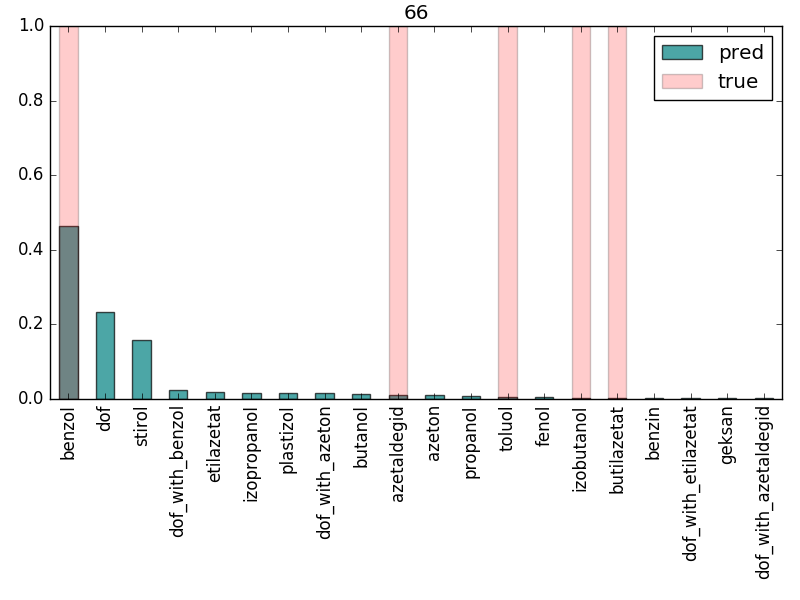 66
1.0
0.8
0.6
0.4
0.2
0.0
pred
true
benzol
dof
stirol
dof_with_benzol
etilazetat
izopropanol
plastizol
dof_with_azeton
butanol
azetaldegid
azeton
propanol
toluol
fenol
izobutanol
butilazetat
benzin
dof_with_etilazetat
geksan
dof_with_azetaldegid